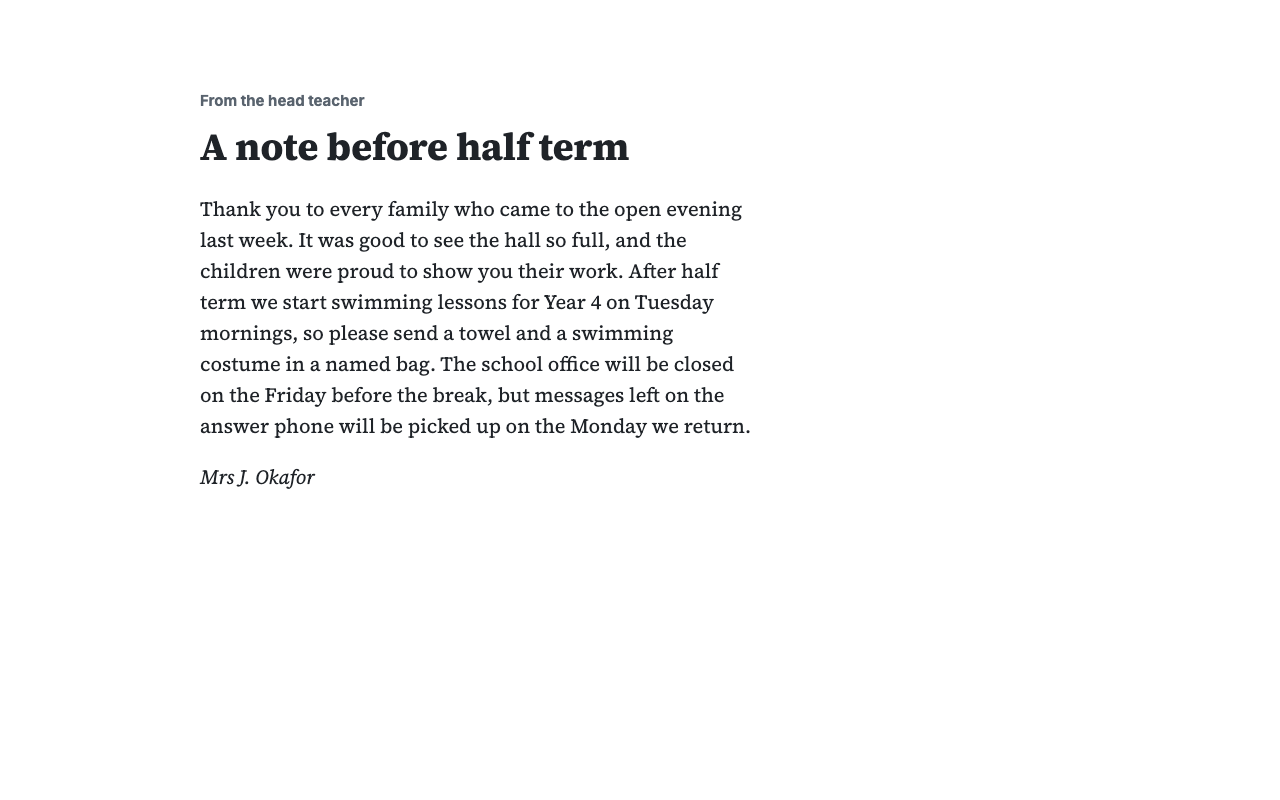 From the head teacher
A note before half term
Thank you to every family who came to the open evening
last week. It was good to see the hall so full, and the
children were proud to show you their work. After half
term we start swimming lessons for Year 4 on Tuesday
mornings, so please send a towel and a swimming
costume in a named bag. The school office will be closed
on the Friday before the break, but messages left on the
answer phone will be picked up on the Monday we return.
Mrs J. Okafor